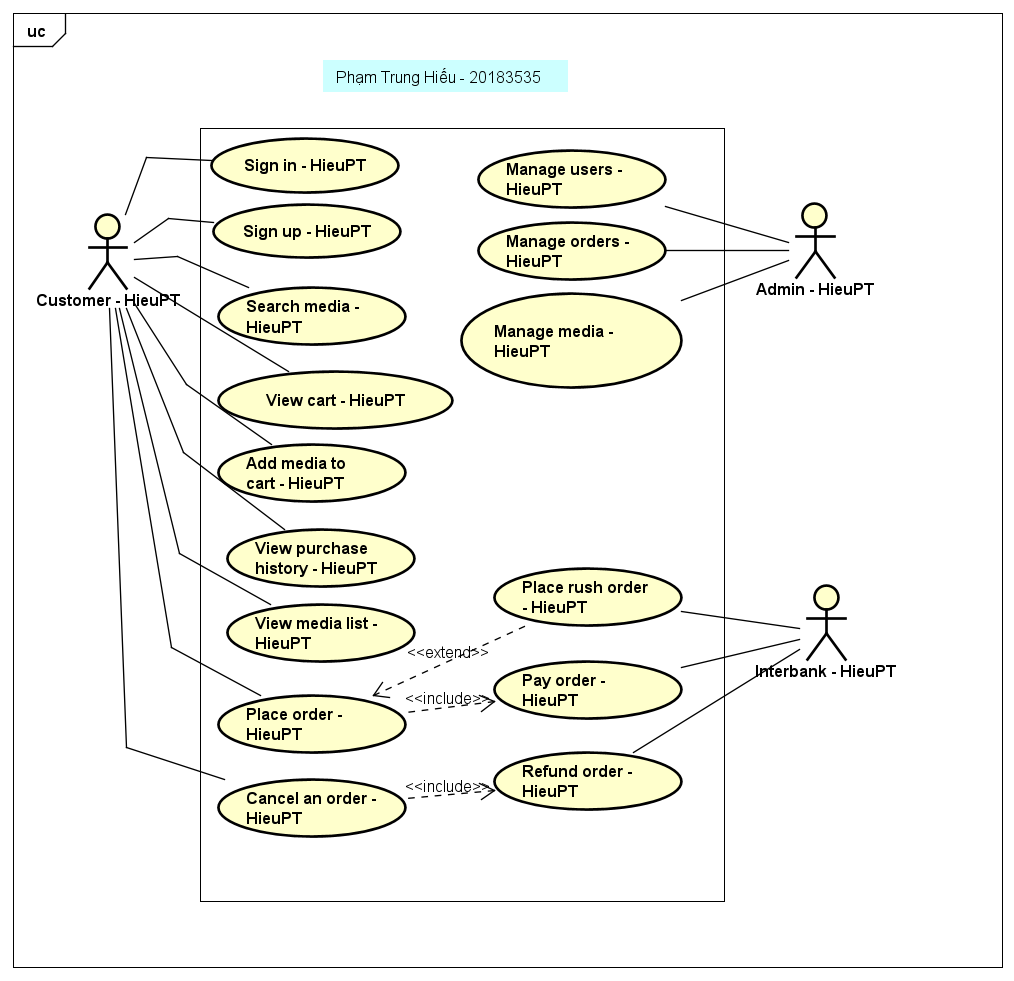 uc
Phạm Trung Hiếu - 20183535
Sign in - HieuPT
Sign up - HieuPT
Search media -
HieuPT
View cart - HieuPT
Add media to
cart - HieuPT
View purchase
history - HieuPT
View media list -
HieuPT
Place order -
HieuPT
Cancel an order -
HieuPT
Manage users -
HieuPT
Manage orders -
HieuPT
Manage media -
HieuPT
Place rush order
- HieuPT
Pay order -
HieuPT
Refund order -
HieuPT
<<extend>>
<<include>>
<<include>>
Customer - HieuPT
Admin - HieuPT
Interbank - HieuPT